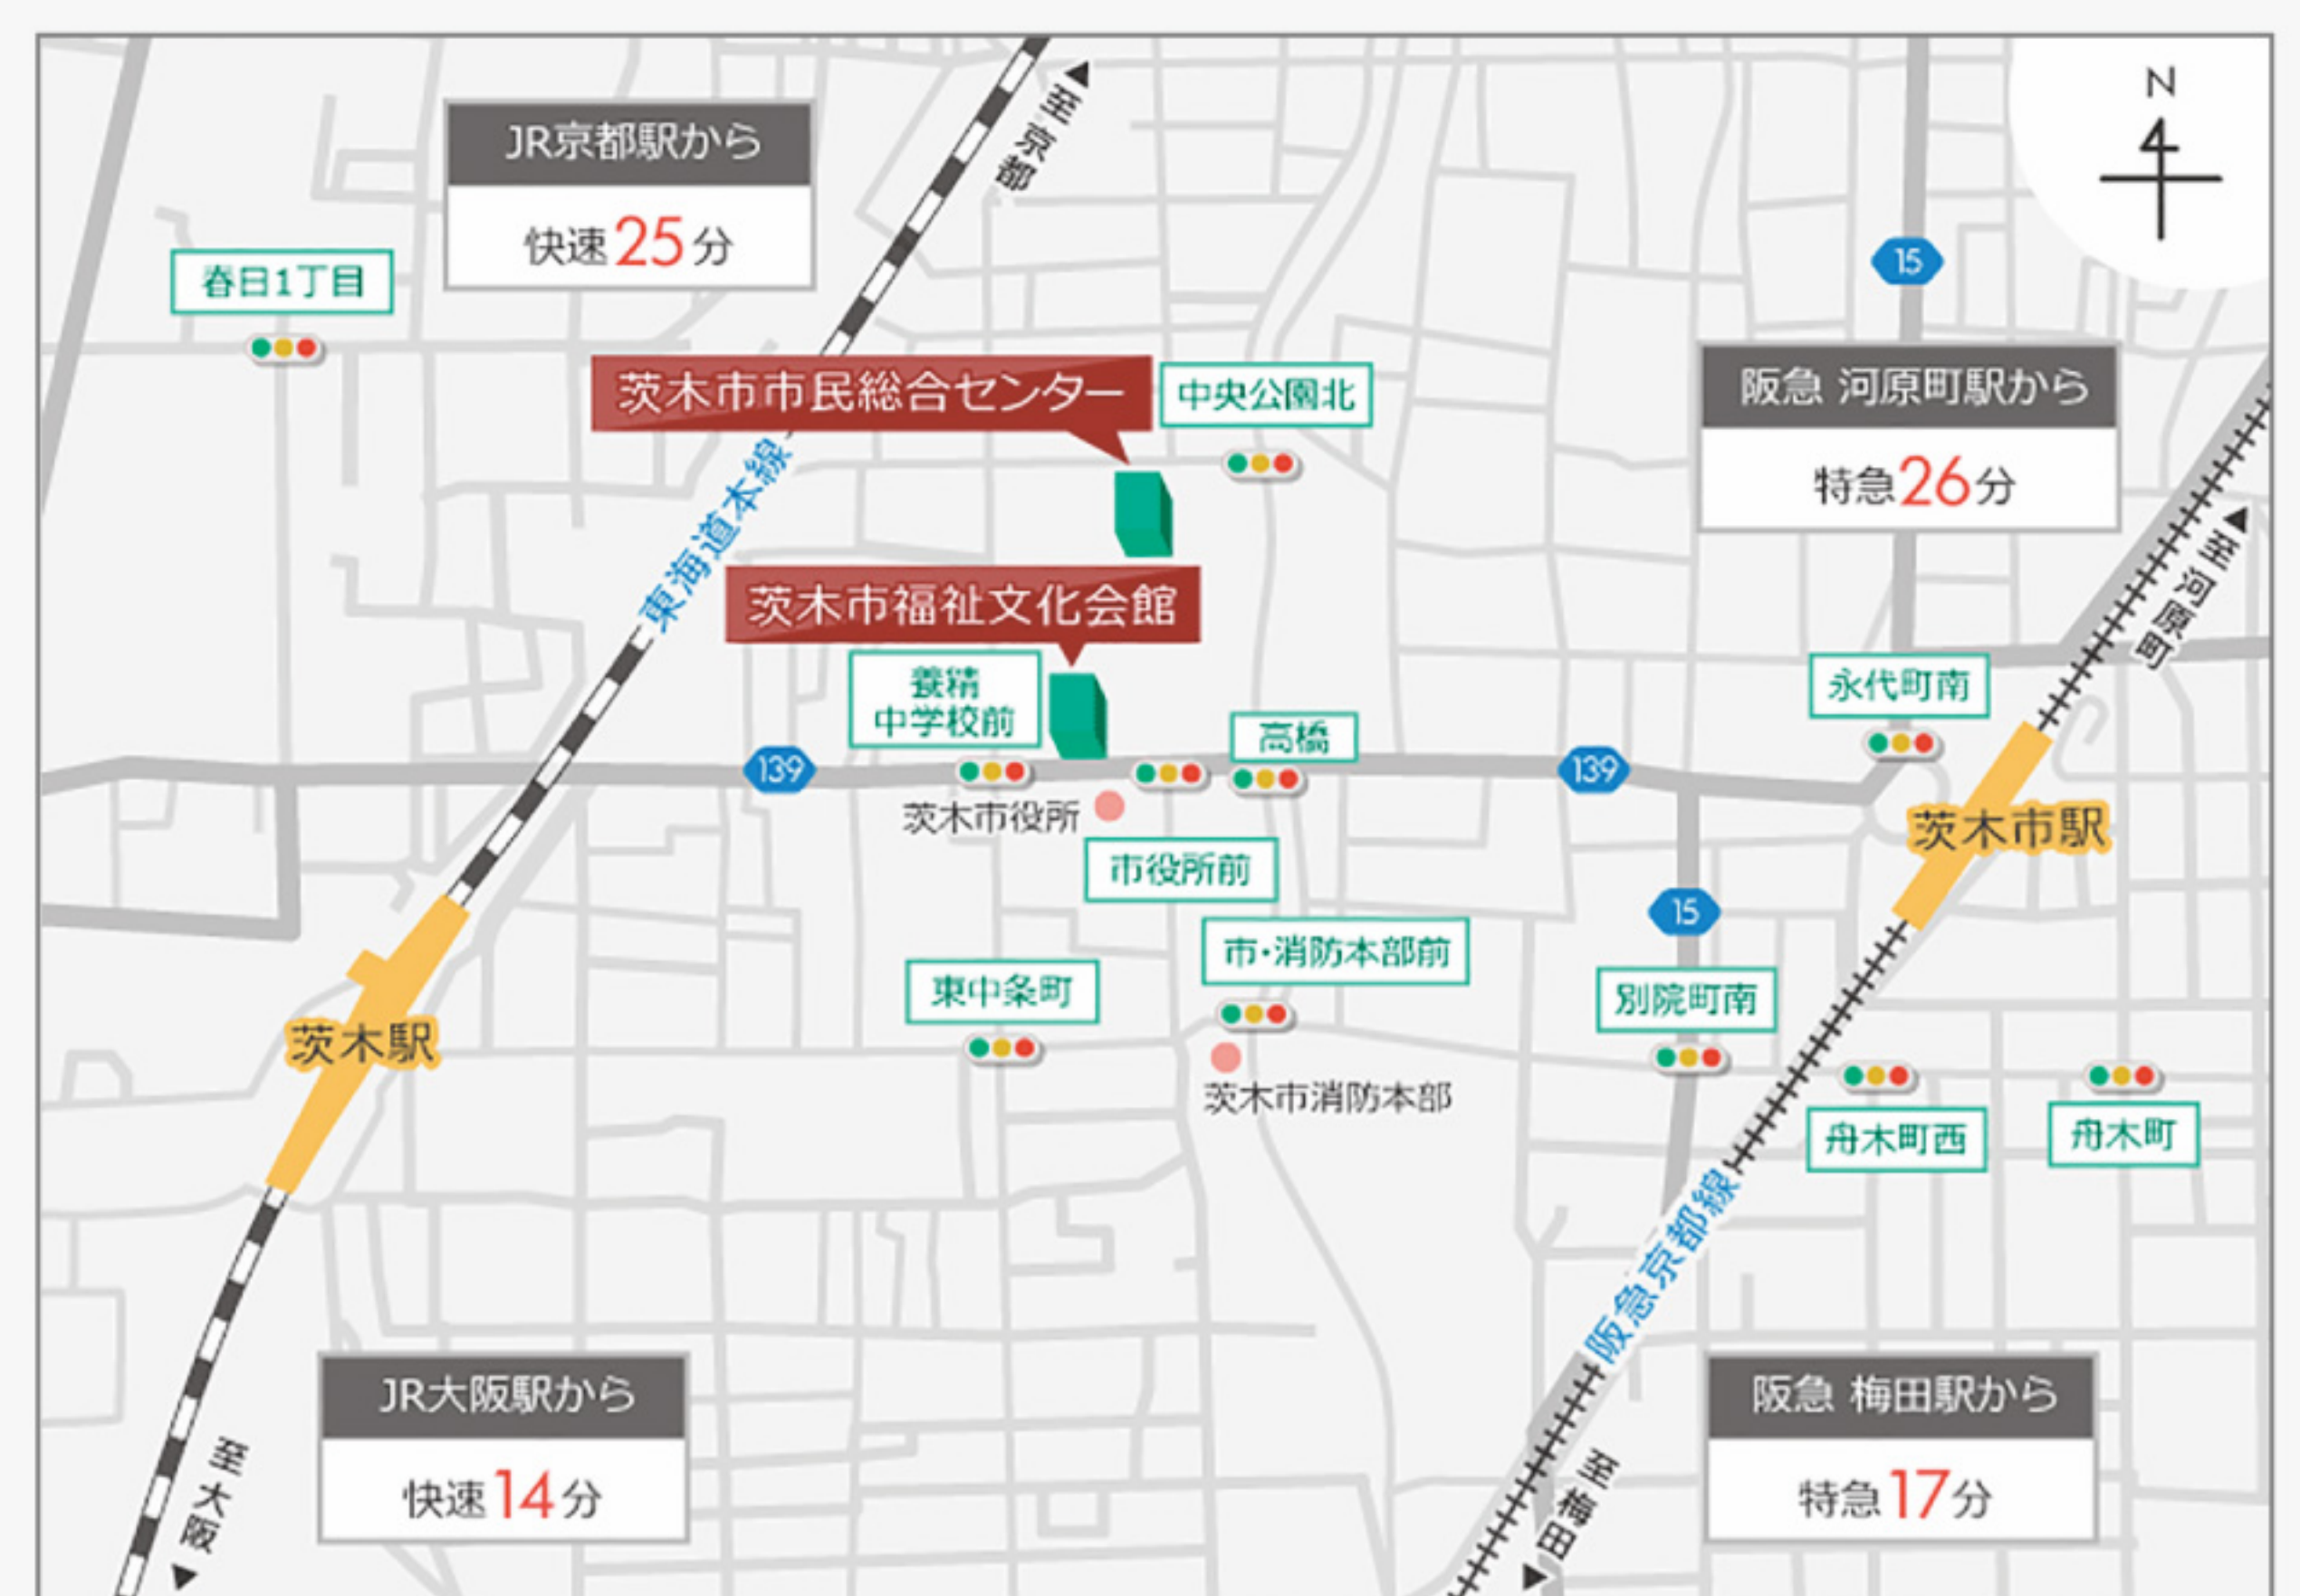 N
至京都
JR京都駅から
快速25分
15
春日1丁目
阪急 河原町駅から
特急26分
茨木市市民総合センター
中央公園北
東海道本線
至河原町
茨木市福祉文化会館
養精
中学校前
永代町南
高橋
139
139
茨木市役所
茨木市駅
市役所前
15
市・消防本部前
東中条町
別院町南
茨木駅
茨木市消防本部
舟木町西
舟木町
阪急京都線
JR大阪駅から
快速14分
阪急 梅田駅から
特急17分
至大阪
至梅田